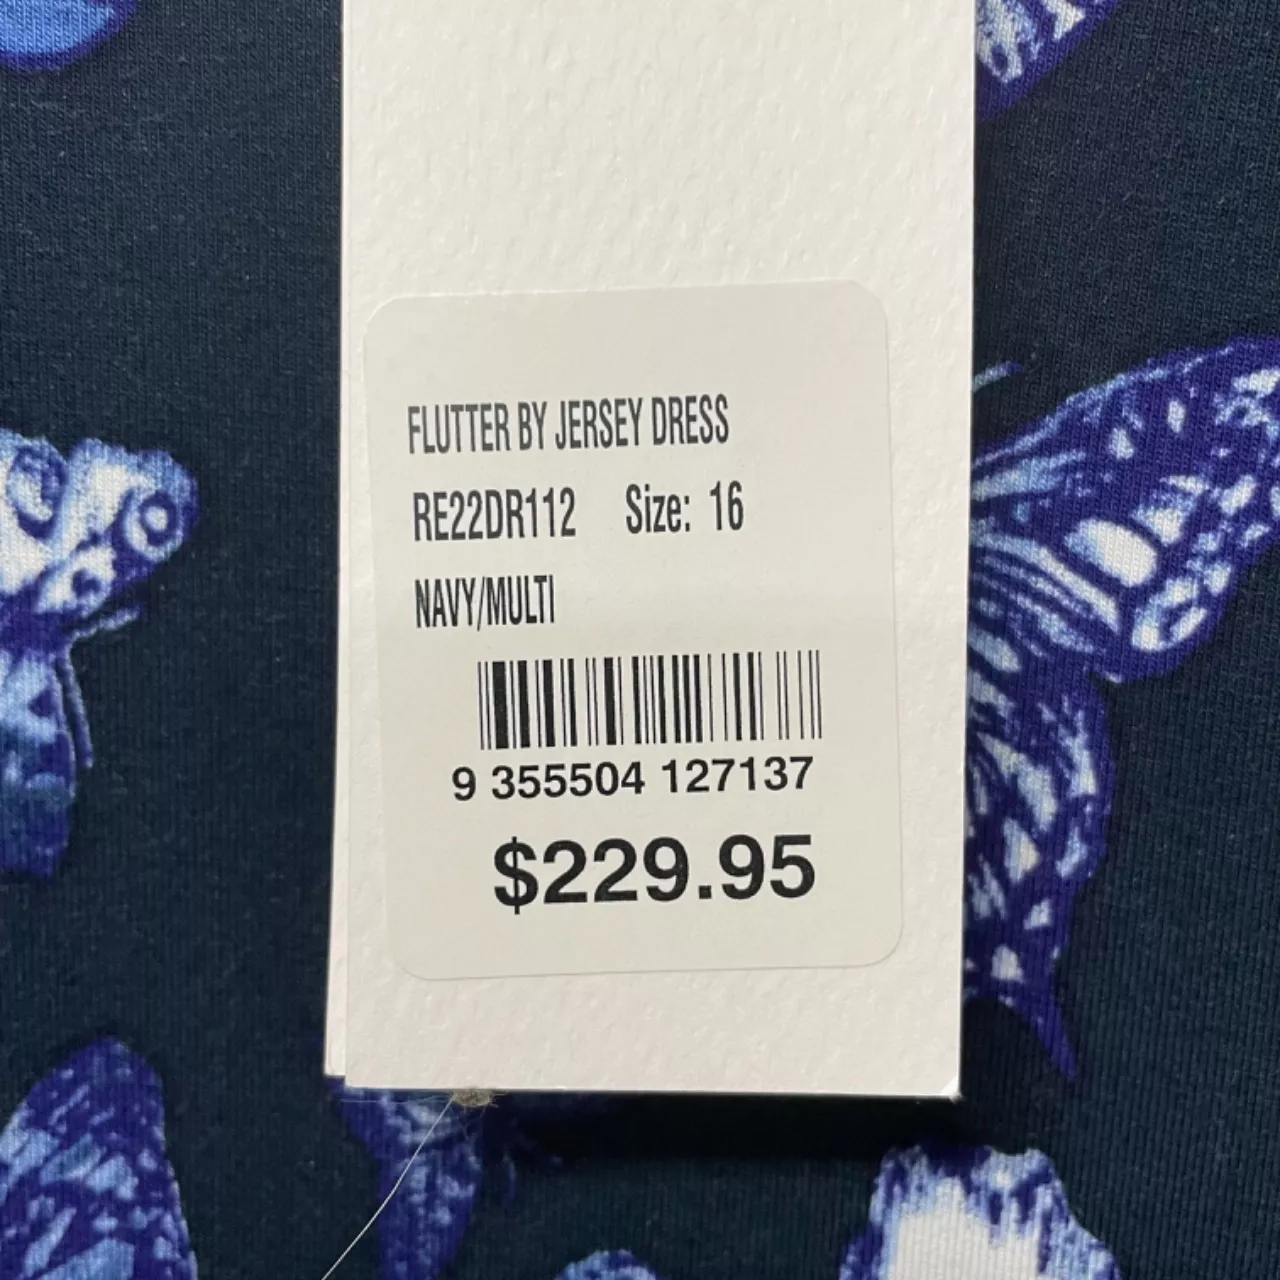 FLUTTER BY JERSEY DRESS
RE22DR112 Size: 16
NAVY/MULTI
9 355504 127137
$229.95